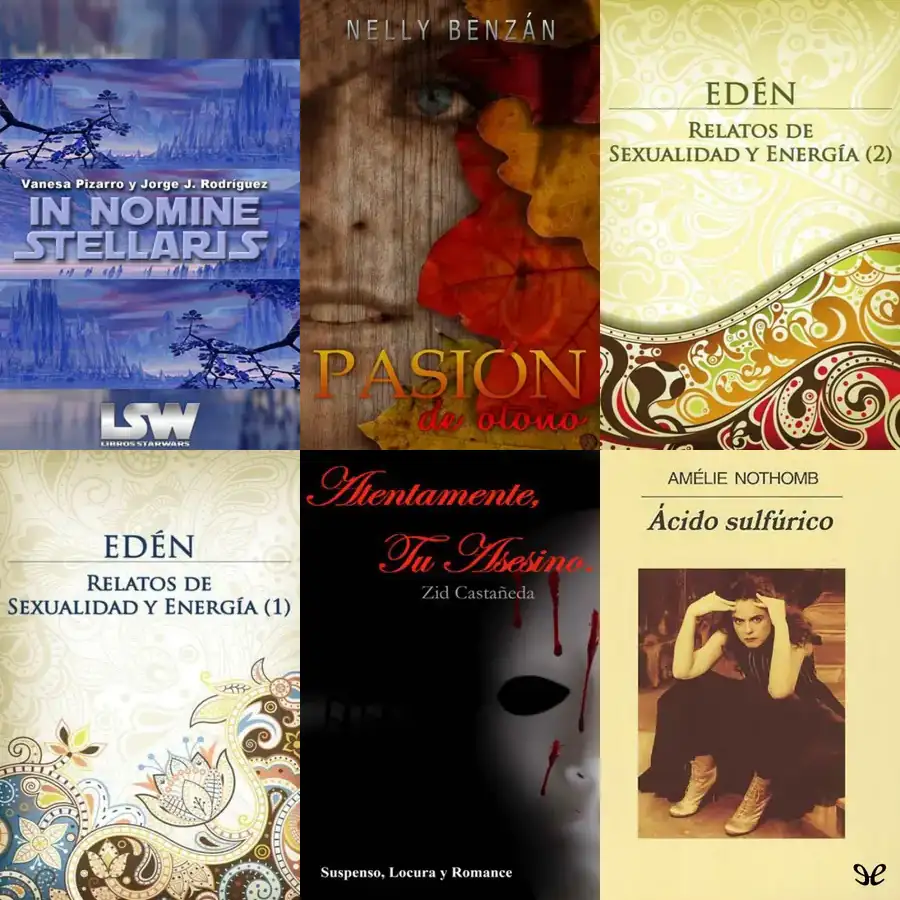 Vanesa Pizarro y Jorge J. Rodríguez
IN NOMINE
STELLARIS
LSW
LIBROS STARWARS
NELLY BENZÁN
PASIÓN
de otoño
EDÉN
RELATOS DE
SEXUALIDAD Y ENERGÍA (2)
EDÉN
RELATOS DE
SEXUALIDAD Y ENERGÍA (1)
Atentamente,
Tu Asesino.
Zid Castañeda
Suspenso, Locura y Romance
AMÉLIE NOTHOMB
Ácido sulfúrico